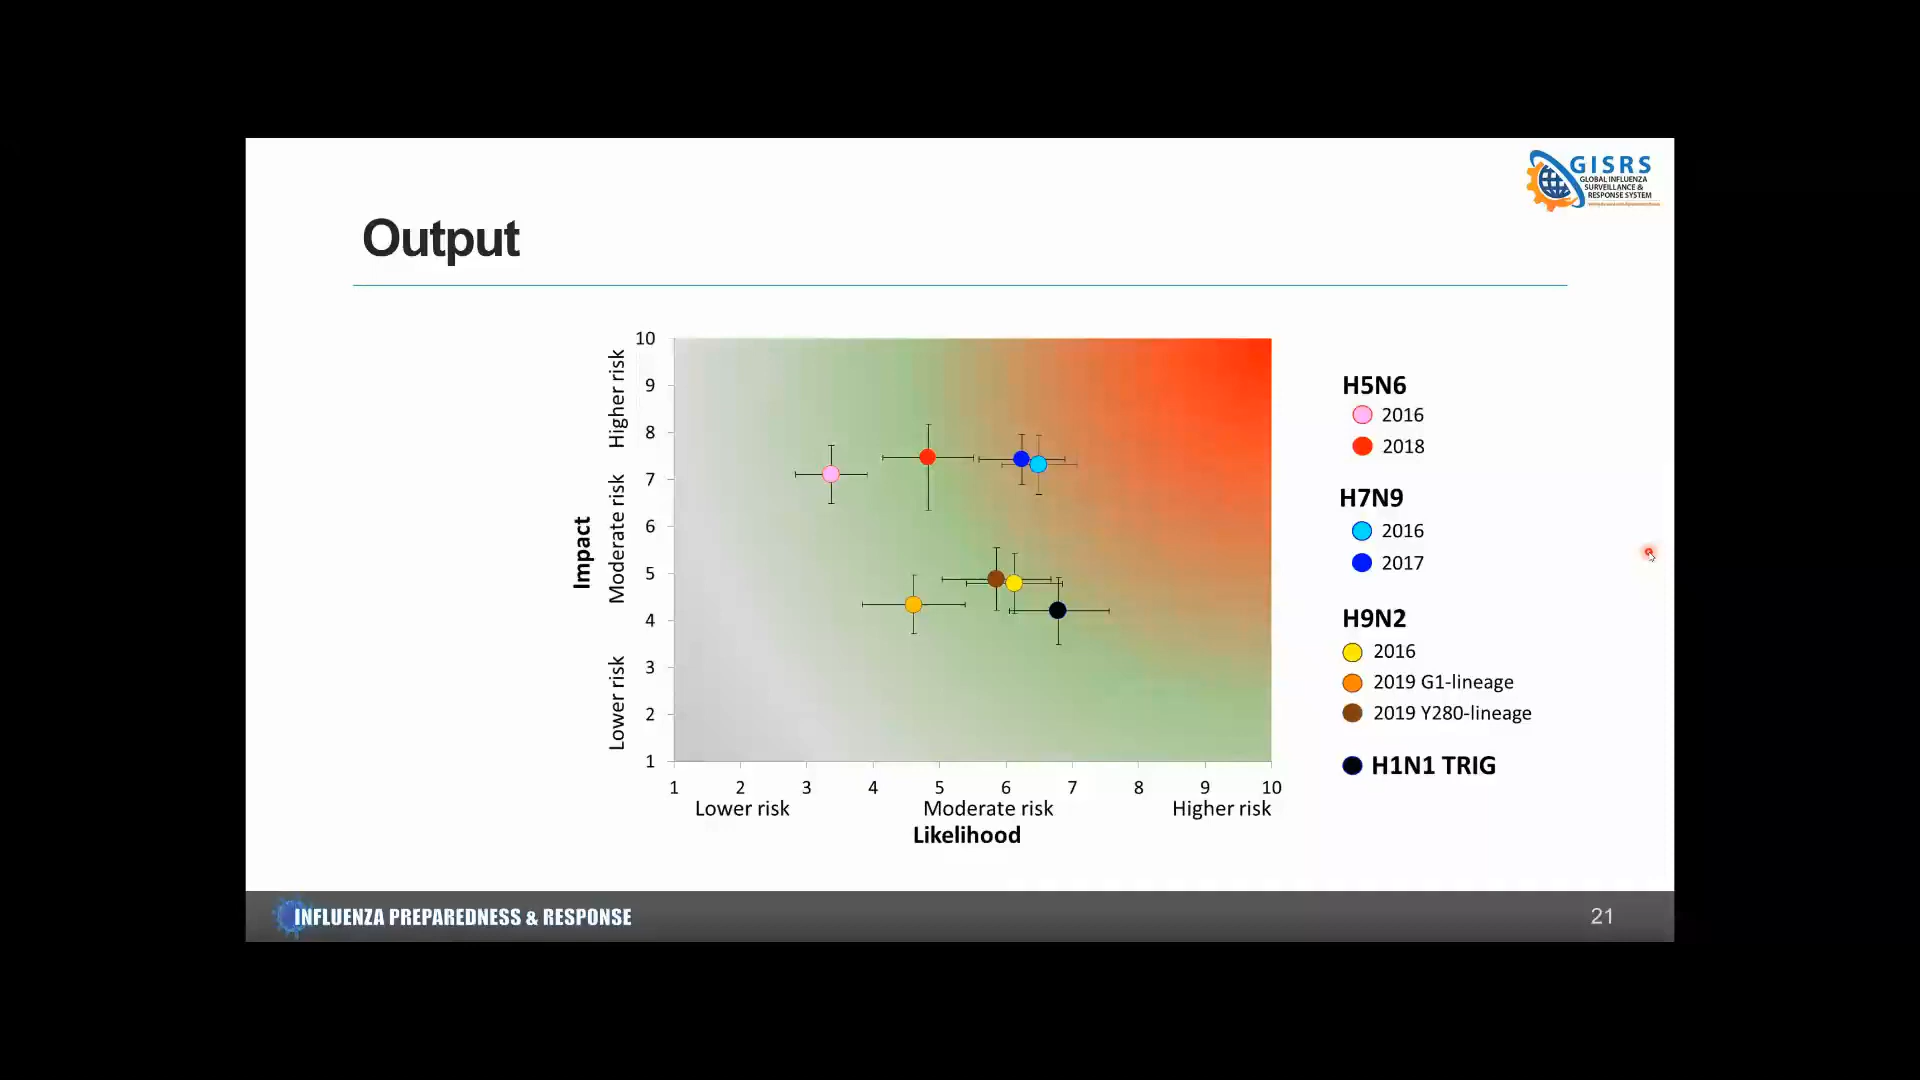 GISRS
GLOBAL INFLUENZA
SURVEILLANCE &
RESPONSE SYSTEM
Output
Impact
Higher risk
Moderate risk
Lower risk
10
9
8
7
6
5
4
3
2
1
1 2 3 4 5 6 7 8 9 10
Lower risk Moderate risk Higher risk
Likelihood
H5N6
2016
2018
H7N9
2016
2017
H9N2
2016
2019 G1-lineage
2019 Y280-lineage
H1N1 TRIG
INFLUENZA PREPAREDNESS & RESPONSE
21